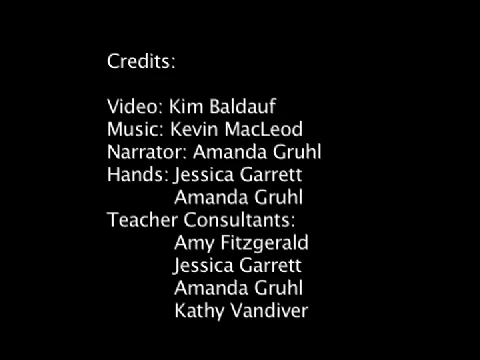 Credits:
Video: Kim Baldauf
Music: Kevin MacLeod
Narrator: Amanda Gruhl
Hands: Jessica Garrett
Amanda Gruhl
Teacher Consultants:
Amy Fitzgerald
Jessica Garrett
Amanda Gruhl
Kathy Vandiver